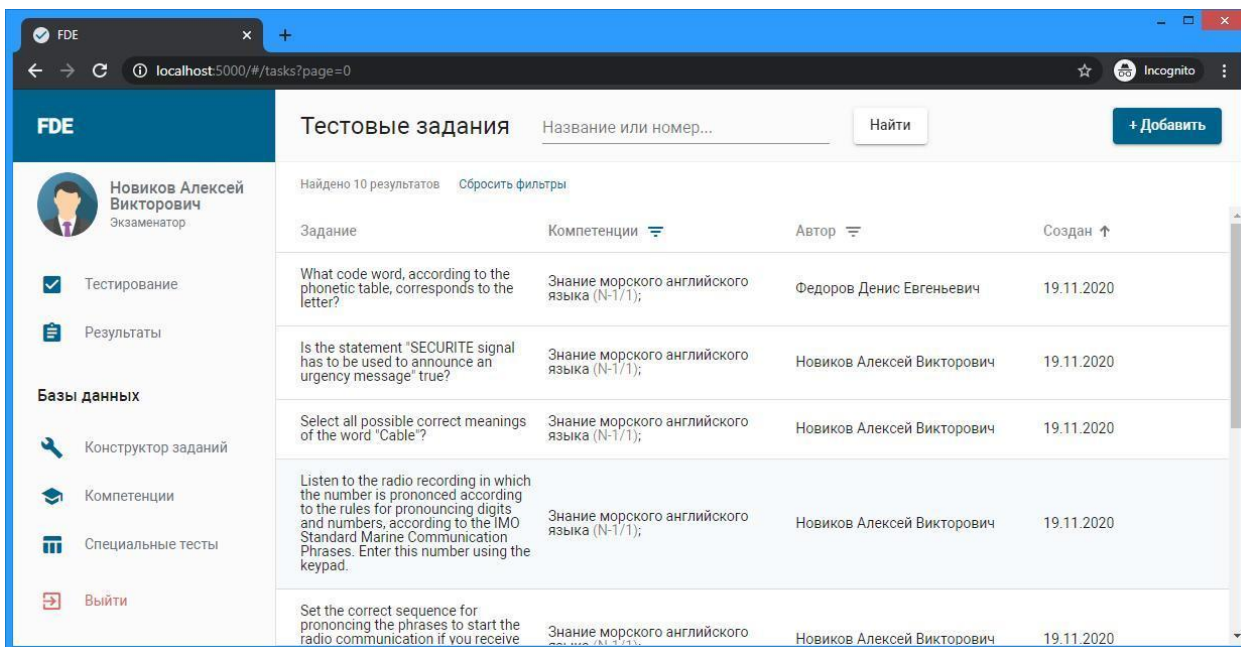 FDE
localhost:5000/#/tasks?page=0
Incognito
FDE
Тестовые задания
Название или номер...
Найти
+ Добавить
Новиков Алексей
Викторович
Экзаменатор
Тестирование
Результаты
Базы данных
Конструктор заданий
Компетенции
Специальные тесты
Выйти
Найдено 10 результатов Сбросить фильтры
Задание Компетенции Автор Создан
What code word, according to the
phonetic table, corresponds to the
letter?
Знание морского английского
языка (N-1/1);
Федоров Денис Евгеньевич
19.11.2020
Is the statement "SECURITE signal
has to be used to announce an
urgency message" true?
Знание морского английского
языка (N-1/1);
Новиков Алексей Викторович
19.11.2020
Select all possible correct meanings
of the word "Cable"?
Знание морского английского
языка (N-1/1);
Новиков Алексей Викторович
19.11.2020
Listen to the radio recording in which
the number is prononced according
to the rules for pronouncing digits
and numbers, according to the IMO
Standard Marine Communication
Phrases. Enter this number using the
keypad.
Знание морского английского
языка (N-1/1);
Новиков Алексей Викторович
19.11.2020
Set the correct sequence for
prononcing the phrases to start the
radio communication if you receive
Знание морского английского
Новиков Алексей Викторович
19.11.2020